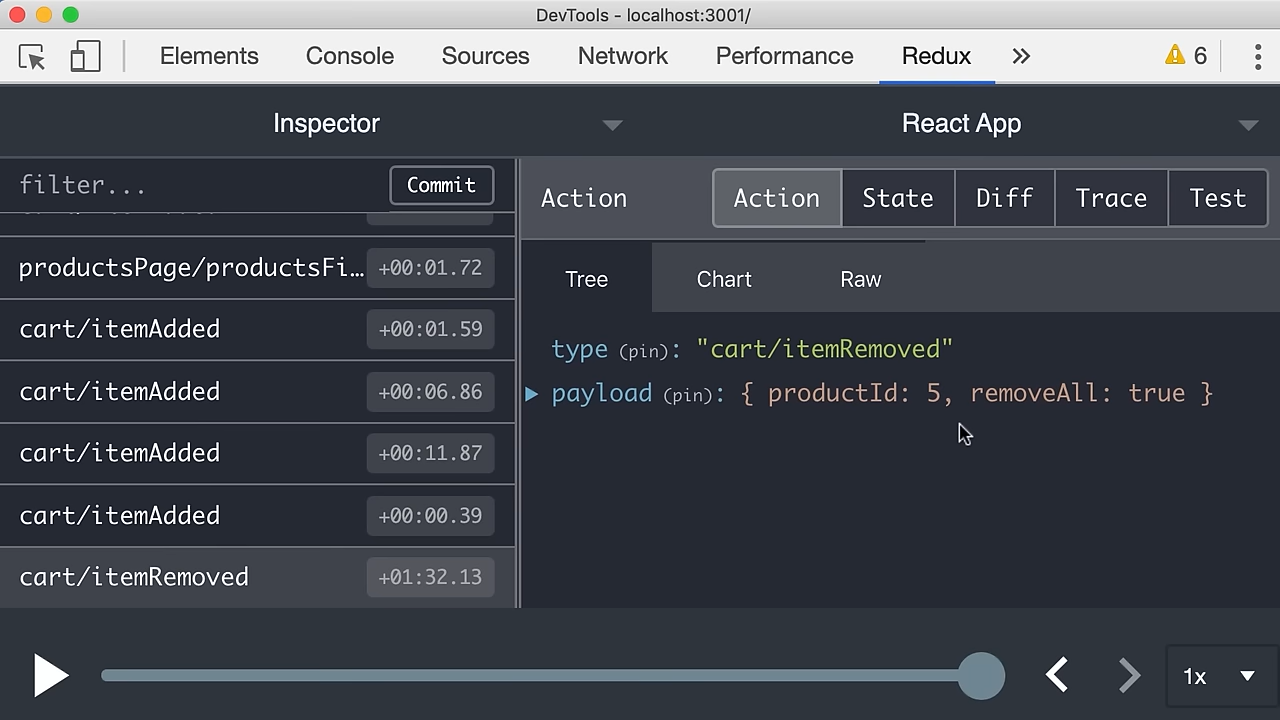 DevTools - localhost:3001/
Elements Console Sources Network Performance Redux 6
Inspector React App
filter... Commit
Action Action State Diff Trace Test
productsPage/productsFi… +00:01.72
cart/itemAdded +00:01.59
cart/itemAdded +00:06.86
cart/itemAdded +00:11.87
cart/itemAdded +00:00.39
cart/itemRemoved +01:32.13
Tree Chart Raw
type (pin): "cart/itemRemoved"
payload (pin): { productId: 5, removeAll: true }
1x